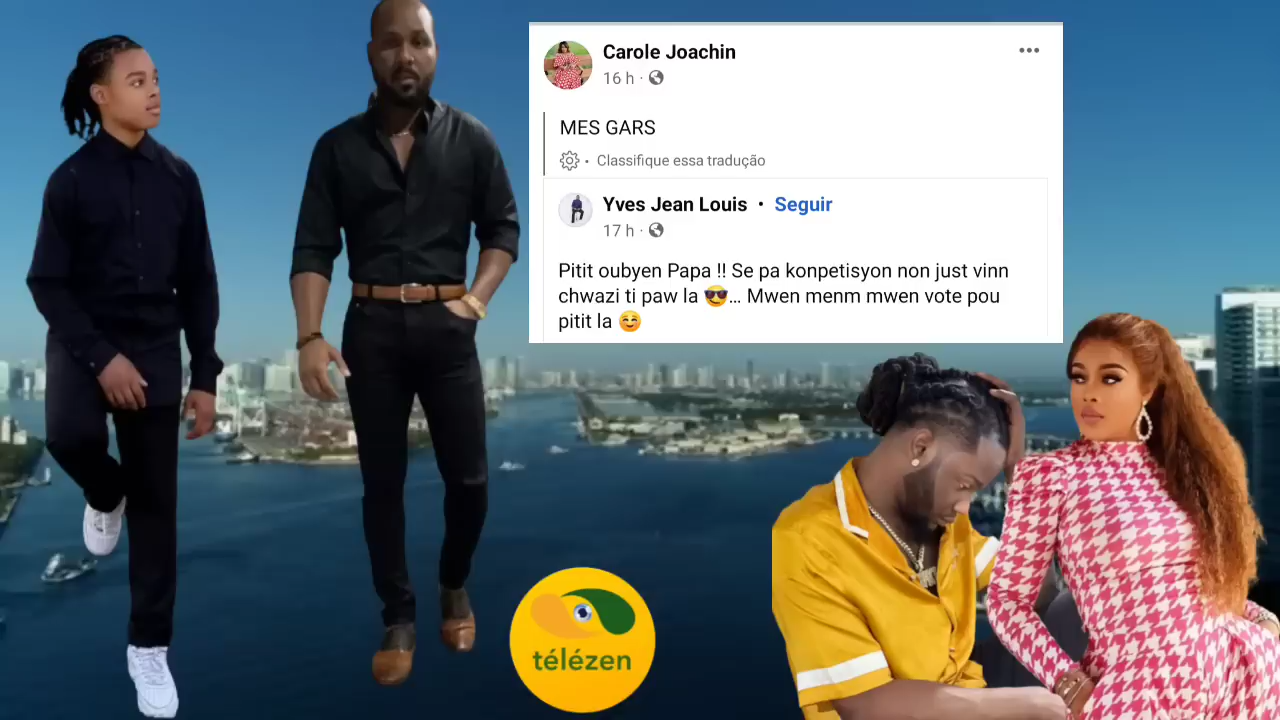 Carole Joachin
16 h ·
MES GARS
· Classifique essa tradução
Yves Jean Louis · Seguir
17 h ·
Pitit oubyen Papa !! Se pa konpetisyon non just vinn
chwazi ti paw la 😎... Mwen menm mwen vote pou
pitit la ☺️
télézen